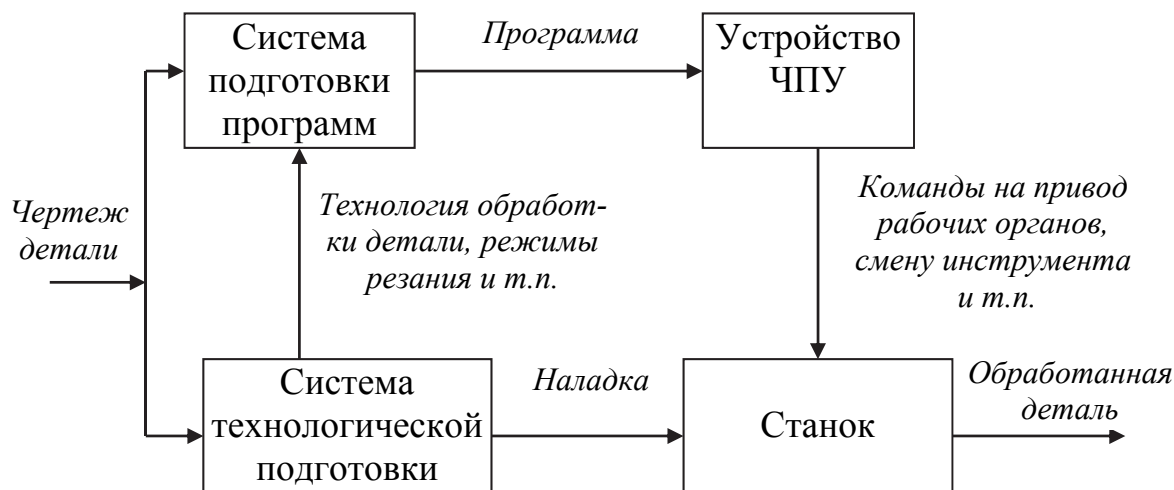 Система
подготовки
программ
Программа
Устройство
ЧПУ
Чертеж
детали
Технология обработ-
ки детали, режимы
резания и т.п.
Команды на привод
рабочих органов,
смену инструмента
и т.п.
Система
технологической
подготовки
Наладка
Станок
Обработанная
деталь